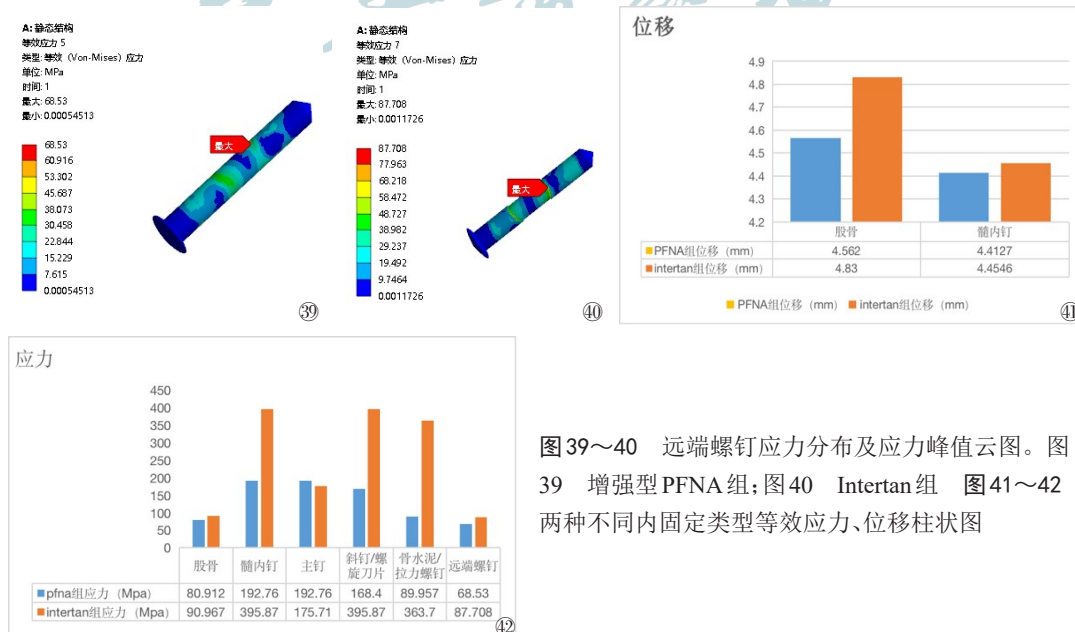 A: 静态结构
等效应力 5
类型: 等效（Von-Mises）应力
单位: MPa
时间: 1
最大: 68.53
最小: 0.00054513
68.53
60.916
53.302
45.687
38.073
30.458
22.844
15.229
7.615
0.00054513
最大
㊴
A: 静态结构
等效应力 7
类型: 等效（Von-Mises）应力
单位: MPa
时间: 1
最大: 87.708
最小: 0.0011726
87.708
77.963
68.218
58.472
48.727
38.982
29.237
19.492
9.7464
0.0011726
最大
㊵
位移
4.9
4.8
4.7
4.6
4.5
4.4
4.3
4.2
股骨 髓内钉
PFNA组位移（mm） 4.562 4.4127
intertan组位移（mm） 4.83 4.4546
PFNA组位移（mm） intertan组位移（mm）
㊶
应力
450
400
350
300
250
200
150
100
50
0
股骨 髓内钉 主钉 斜钉/螺旋刀片 骨水泥/拉力螺钉 远端螺钉
pfna组应力（Mpa） 80.912 192.76 192.76 168.4 89.957 68.53
intertan组应力（Mpa） 90.967 395.87 175.71 395.87 363.7 87.708
㊷
图39～40 远端螺钉应力分布及应力峰值云图。图
39 增强型PFNA组;图40 Intertan组 图41～42
两种不同内固定类型等效应力、位移柱状图